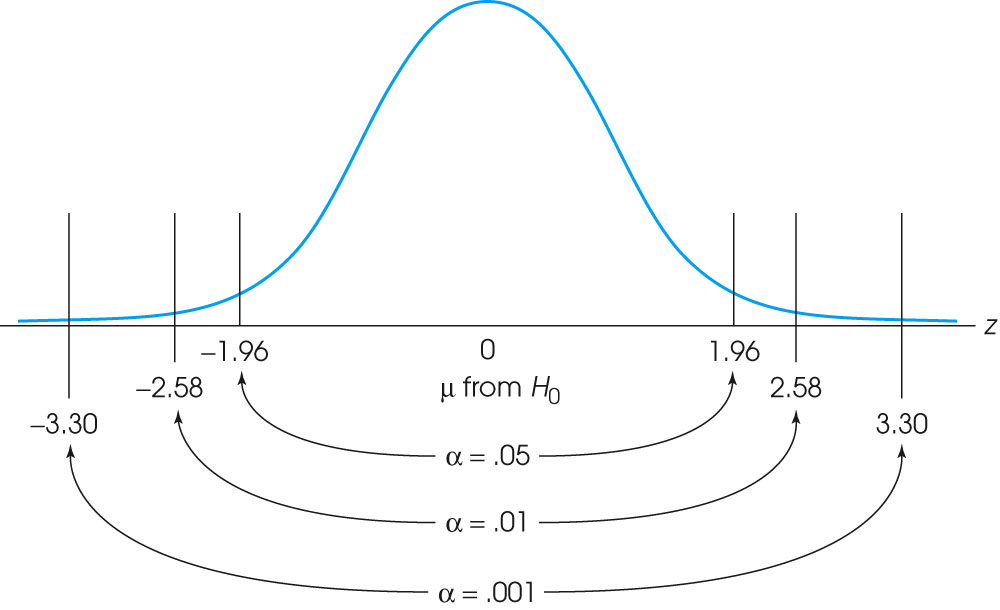 z
–1.96 0 1.96
–2.58 μ from H0 2.58
–3.30 3.30
α = .05
α = .01
α = .001